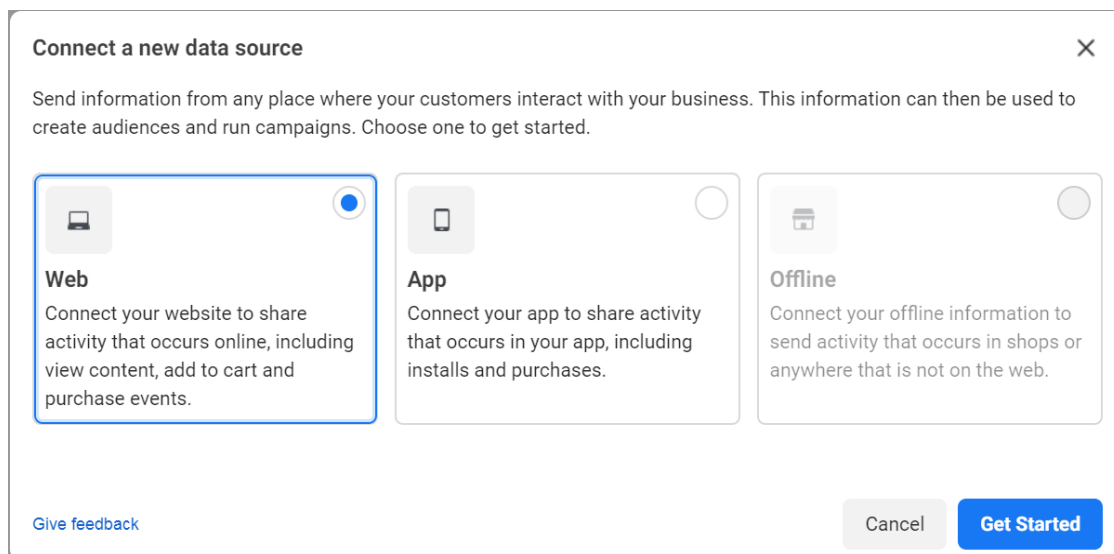 Connect a new data source
Send information from any place where your customers interact with your business. This information can then be used to
create audiences and run campaigns. Choose one to get started.
Web
Connect your website to share
activity that occurs online, including
view content, add to cart and
purchase events.
App
Connect your app to share activity
that occurs in your app, including
installs and purchases.
Offline
Connect your offline information to
send activity that occurs in shops or
anywhere that is not on the web.
Give feedback
Cancel
Get Started